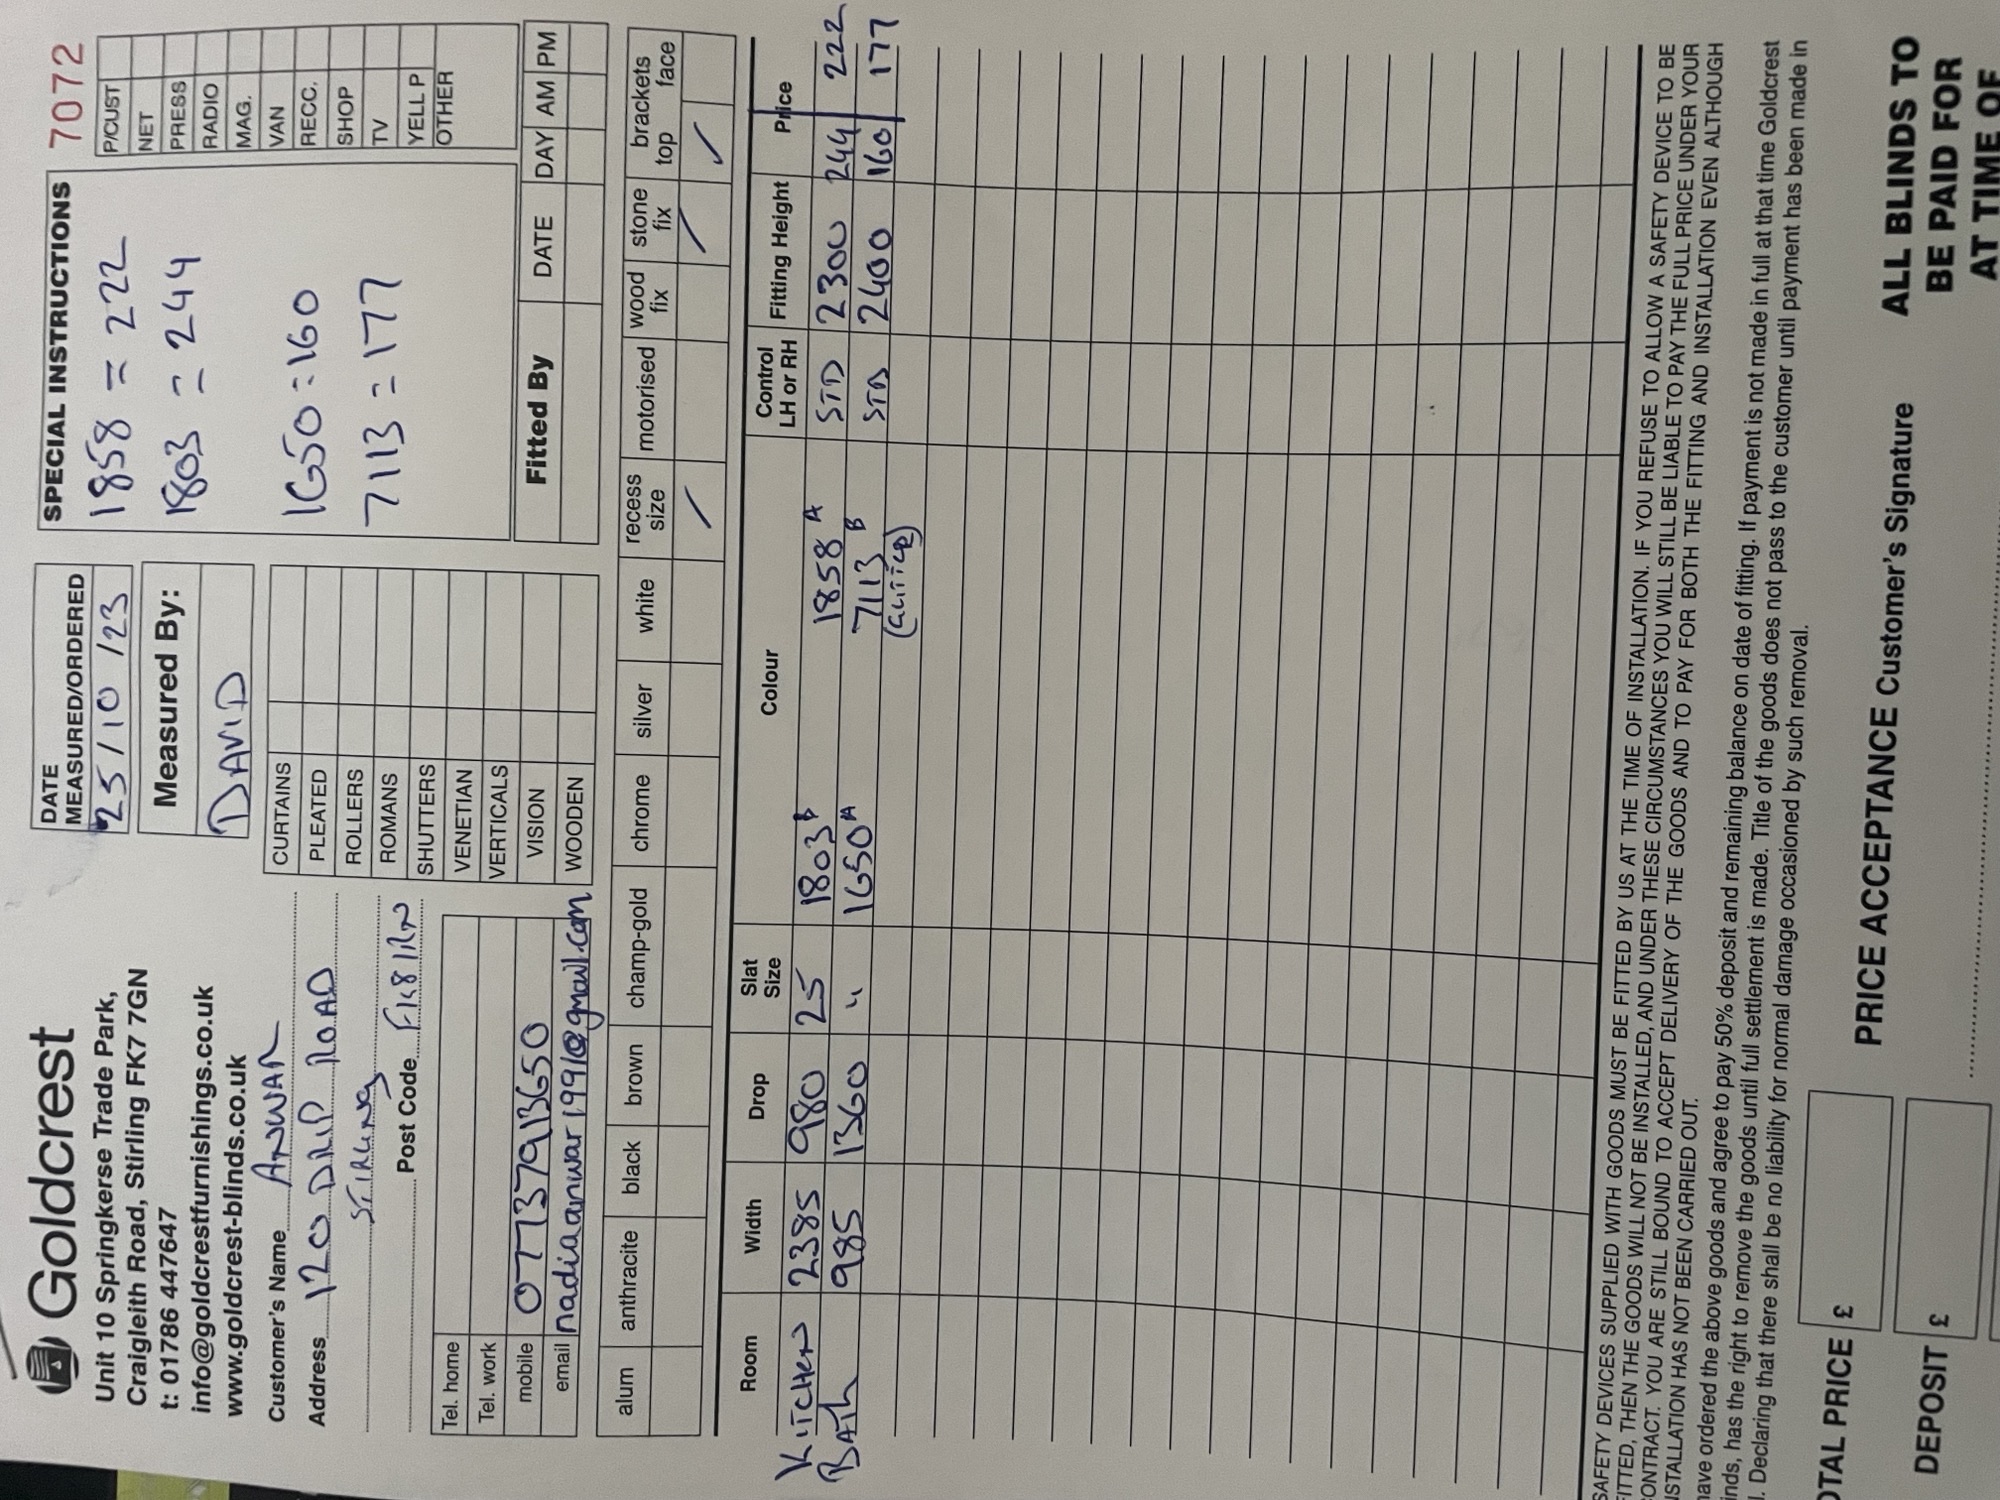 Goldcrest
Unit 10 Springkerse Trade Park,
Craigleith Road, Stirling FK7 7GN
t: 01786 447647
info@goldcrestfurnishings.co.uk
www.goldcrest-blinds.co.uk
Customer's Name ANWAR
Address 120 DRIP ROAD
STIRLING
Post Code FK8 1RN
Tel. home
Tel. work
mobile 07737913650
email nadiaanwar1991@gmail.com
DATE
MEASURED/ORDERED
25/10/23
Measured By:
DAVID
CURTAINS
PLEATED
ROLLERS
ROMANS
SHUTTERS
VENETIAN
VERTICALS
VISION
WOODEN
SPECIAL INSTRUCTIONS
1858 = 222
1803 = 244
1650 = 160
7113 = 177
7072
P/CUST
NET
PRESS
RADIO
MAG.
VAN
RECC.
SHOP
TV
YELL P
OTHER
Fitted By DATE DAY AM PM
alum anthracite black brown champ-gold chrome silver white recess size motorised wood fix stone fix brackets top face
Room Width Drop Slat Size Colour Control LH or RH Fitting Height Price
KITCHEN 2385 980 25 1803 B 1858 A STD 2300 244 222
BATH 985 1360 " 1650 A 7113 B STD 2400 160 177
SAFETY DEVICES SUPPLIED WITH GOODS MUST BE FITTED BY US AT THE TIME OF INSTALLATION. IF YOU REFUSE TO ALLOW A SAFETY DEVICE TO BE
FITTED, THEN THE GOODS WILL NOT BE INSTALLED, AND UNDER THESE CIRCUMSTANCES YOU WILL STILL BE LIABLE TO PAY THE FULL PRICE UNDER YOUR
CONTRACT. YOU ARE STILL BOUND TO ACCEPT DELIVERY OF THE GOODS AND TO PAY FOR BOTH THE FITTING AND INSTALLATION EVEN ALTHOUGH
INSTALLATION HAS NOT BEEN CARRIED OUT.
have ordered the above goods and agree to pay 50% deposit and remaining balance on date of fitting. If payment is not made in full at that time Goldcrest
inds, has the right to remove the goods until full settlement is made. Title of the goods does not pass to the customer until payment has been made in
l. Declaring that there shall be no liability for normal damage occasioned by such removal.
OTAL PRICE £
DEPOSIT £
PRICE ACCEPTANCE Customer's Signature
ALL BLINDS TO
BE PAID FOR
AT TIME OF